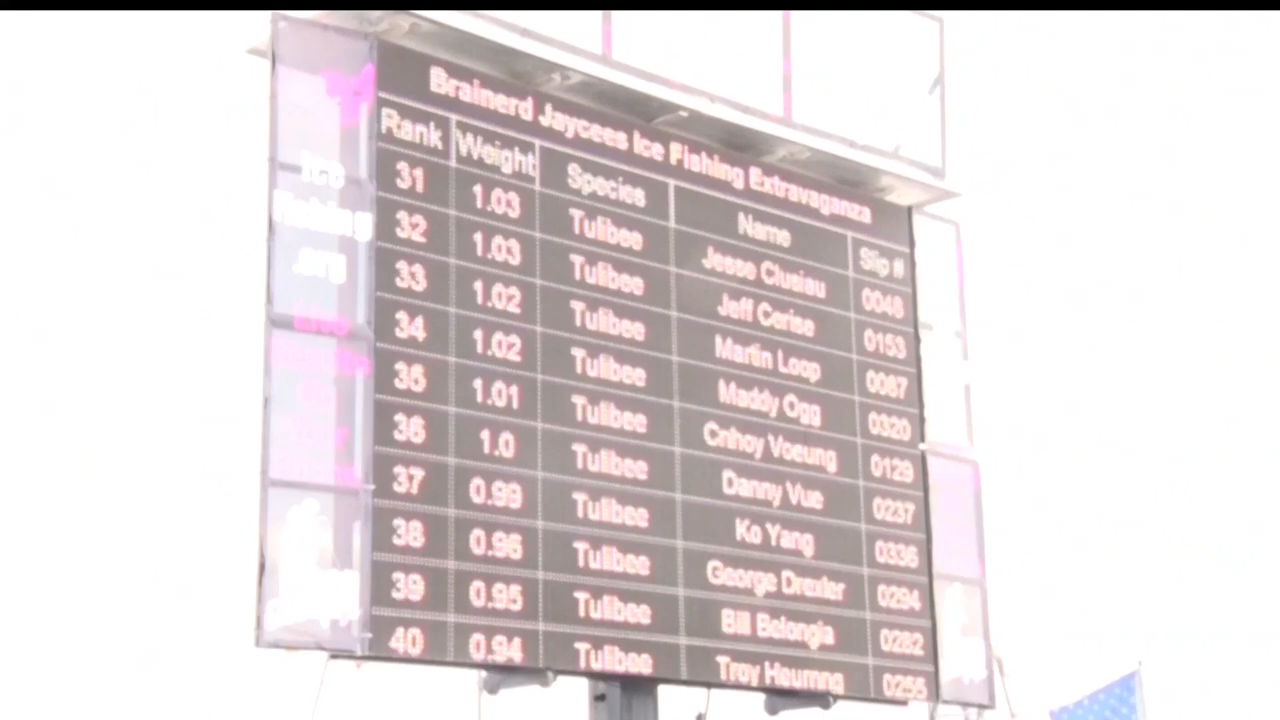 Brainerd Jaycees Ice Fishing Extravaganza
Rank Weight Species Name Slip #
31 1.03 Tulibee Jesse Clusiau 0048
32 1.03 Tulibee Jeff Cerise 0153
33 1.02 Tulibee Martin Loop 0087
34 1.02 Tulibee Maddy Ogg 0320
35 1.01 Tulibee Cnhoy Voeung 0129
36 1.0 Tulibee Danny Vue 0237
37 0.99 Tulibee Ko Yang 0336
38 0.96 Tulibee George Drexler 0294
39 0.95 Tulibee Bill Belongia 0282
40 0.94 Tulibee Troy 0255
ice
fishing
.org